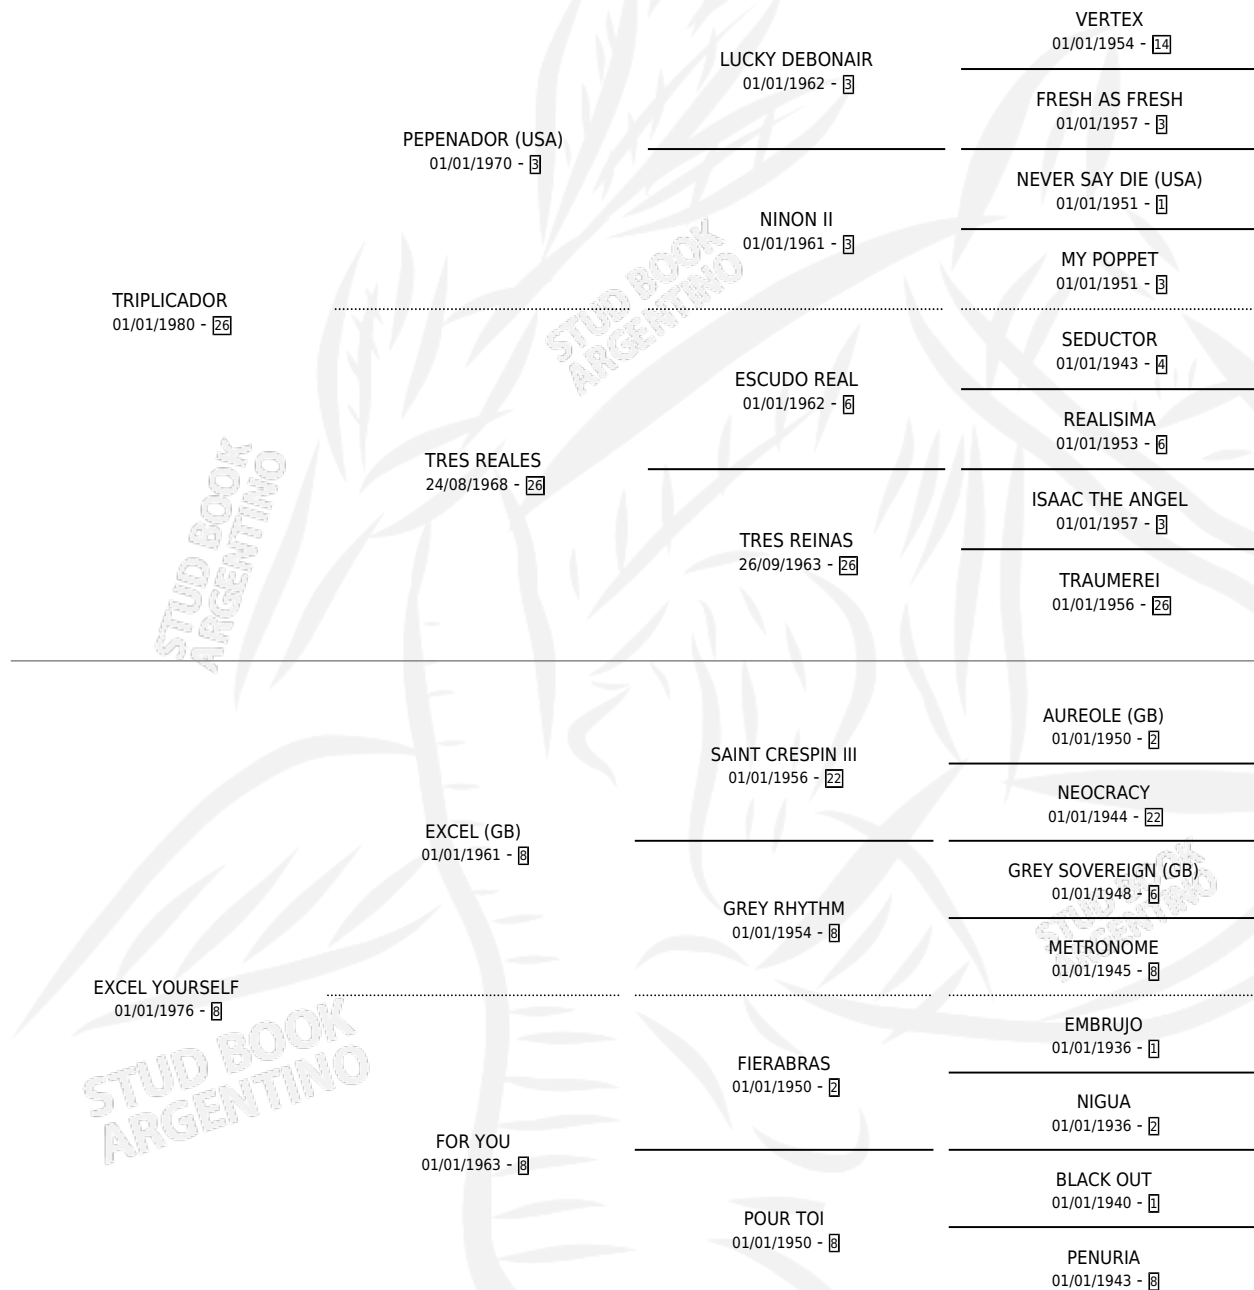 VERTEX
01/01/1954 - 14
LUCKY DEBONAIR
01/01/1962 - 3
FRESH AS FRESH
01/01/1957 - 3
PEPENADOR (USA)
01/01/1970 - 3
NEVER SAY DIE (USA)
01/01/1951 - 1
NINON II
01/01/1961 - 3
MY POPPET
01/01/1951 - 3
TRIPLICADOR
01/01/1980 - 26
SEDUCTOR
01/01/1943 - 4
ESCUDO REAL
01/01/1962 - 6
REALISIMA
01/01/1953 - 6
TRES REALES
24/08/1968 - 26
ISAAC THE ANGEL
01/01/1957 - 3
TRES REINAS
26/09/1963 - 26
TRAUMEREI
01/01/1956 - 26
STUD BOOK
ARGENTINO
STUD BOOK
ARGENTINO
AUREOLE (GB)
01/01/1950 - 2
SAINT CRESPIN III
01/01/1956 - 22
NEOCRACY
01/01/1944 - 22
EXCEL (GB)
01/01/1961 - 8
GREY SOVEREIGN (GB)
01/01/1948 - 6
GREY RHYTHM
01/01/1954 - 8
METRONOME
01/01/1945 - 8
EXCEL YOURSELF
01/01/1976 - 8
EMBRUJO
01/01/1936 - 1
FIERABRAS
01/01/1950 - 2
NIGUA
01/01/1936 - 2
FOR YOU
01/01/1963 - 8
BLACK OUT
01/01/1940 - 1
POUR TOI
01/01/1950 - 8
PENURIA
01/01/1943 - 8
STUD BOOK
ARGENTINO
STUD BOOK
ARGENTINO